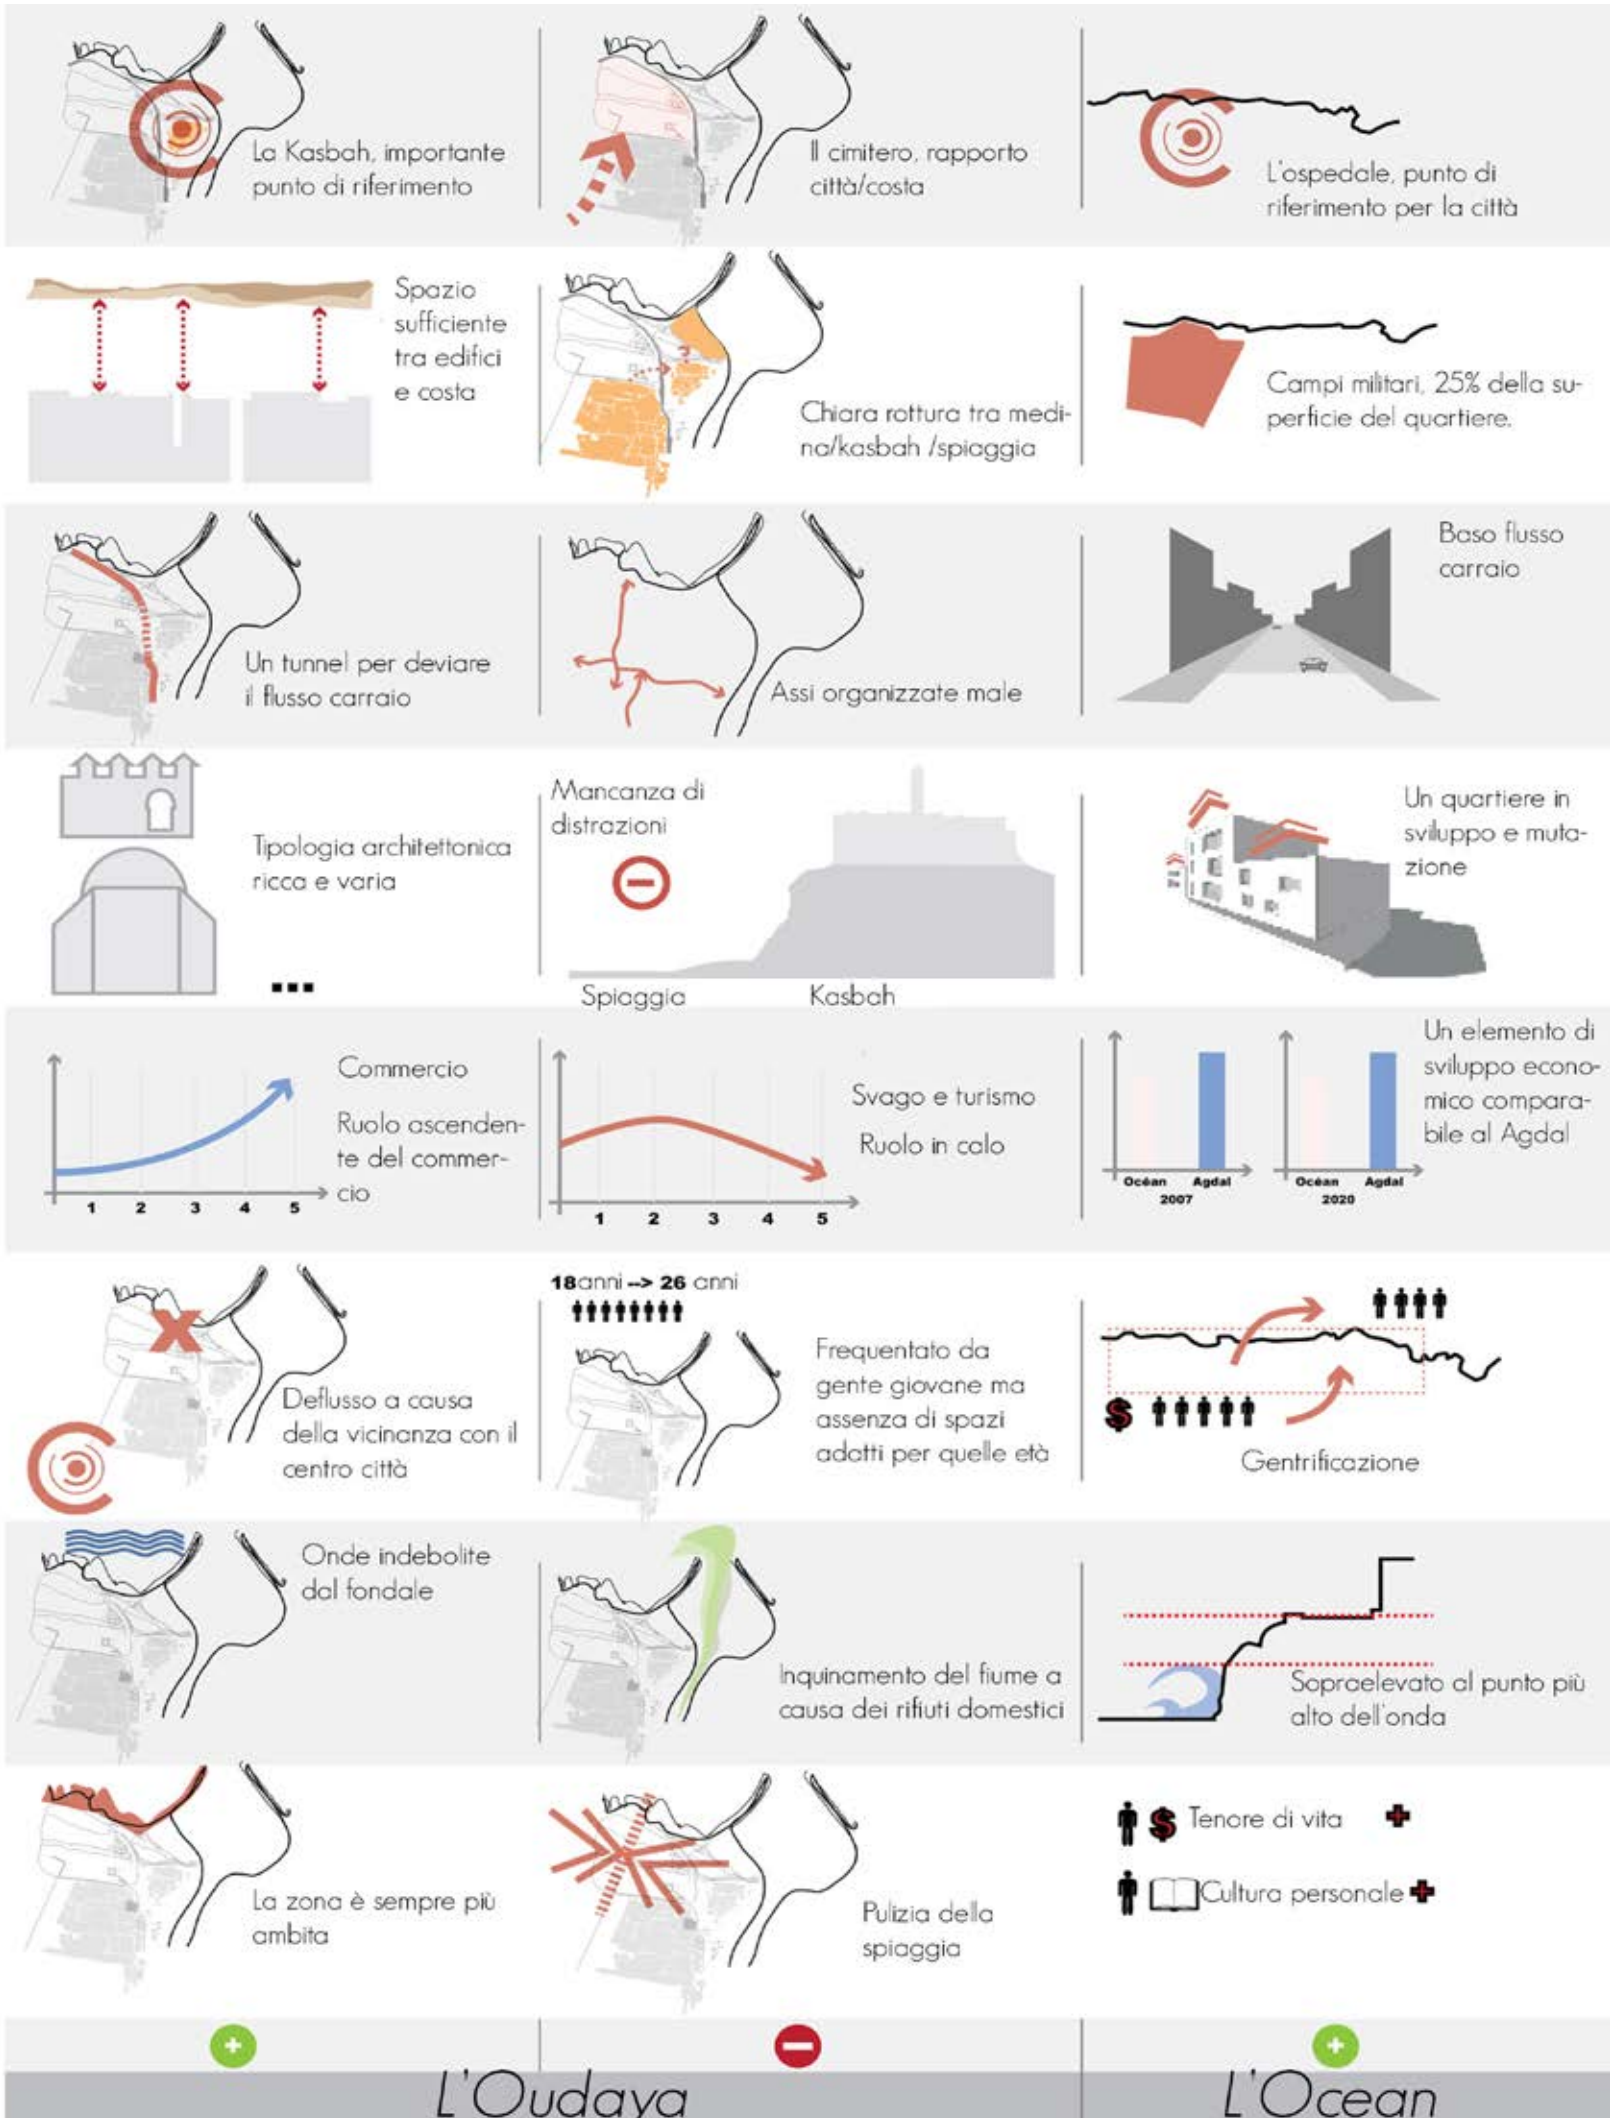 La Kasbah, importante
punto di riferimento
Il cimitero, rapporto
città/costa
L'ospedale, punto di
riferimento per la città
Spazio
sufficiente
tra edifici
e costa
Chiara rottura tra medi-
na/kasbah /spiaggia
Campi militari, 25% della su-
perficie del quartiere.
Un tunnel per deviare
il flusso carraio
Assi organizzate male
Baso flusso
carraio
Tipologia architettonica
ricca e varia
...
Mancanza di
distrazioni
Spiaggia
Kasbah
Un quartiere in
sviluppo e muta-
zione
Commercio
Ruolo ascenden-
te del commer-
cio
1 2 3 4 5
Svago e turismo
Ruolo in calo
1 2 3 4 5
Un elemento di
sviluppo econo-
mico compara-
bile al Agdal
Océan Agdal
2007
Océan Agdal
2020
Deflusso a causa
della vicinanza con il
centro città
18anni --> 26 anni
Frequentato da
gente giovane ma
assenza di spazi
adatti per quelle età
$
Gentrificazione
Onde indebolite
dal fondale
Inquinamento del fiume a
causa dei rifiuti domestici
Sopraelevato al punto più
alto dell'onda
La zona è sempre più
ambita
Pulizia della
spiaggia
$ Tenore di vita +
Cultura personale +
+
−
+
L'Oudaya
L'Ocean